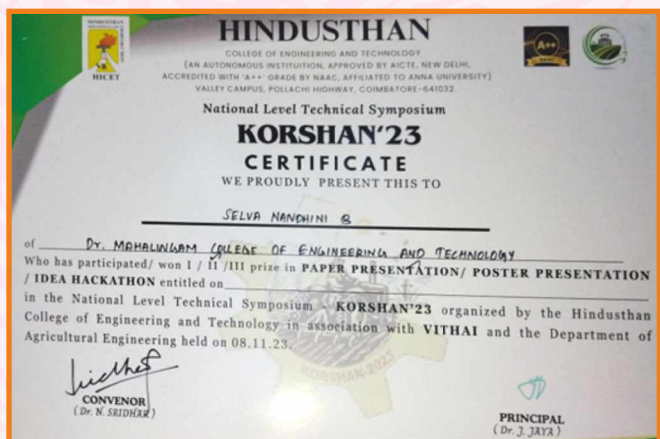 HINDUSTHAN
HICET
HINDUSTHAN
COLLEGE OF ENGINEERING AND TECHNOLOGY
(AN AUTONOMOUS INSTITUITION, APPROVED BY AICTE, NEW DELHI,
ACCREDITED WITH 'A++' GRADE BY NAAC, AFFILIATED TO ANNA UNIVERSITY)
VALLEY CAMPUS, POLLACHI HIGHWAY, COIMBATORE-641032.
A++
NAAC
National Level Technical Symposium
KORSHAN'23
CERTIFICATE
WE PROUDLY PRESENT THIS TO
SELVA NANDHINI B
of Dr. MAHALINGAM COLLEGE OF ENGINEERING AND TECHNOLOGY
Who has participated/ won I / II /III prize in PAPER PRESENTATION/ POSTER PRESENTATION
/ IDEA HACKATHON entitled on
in the National Level Technical Symposium - KORSHAN'23 organized by the Hindusthan
College of Engineering and Technology in association with VITHAI and the Department of
Agricultural Engineering held on 08.11.23.
KORSHAN-2023
CONVENOR
(Dr. N. SRIDHAR)
PRINCIPAL
(Dr. J. JAYA)